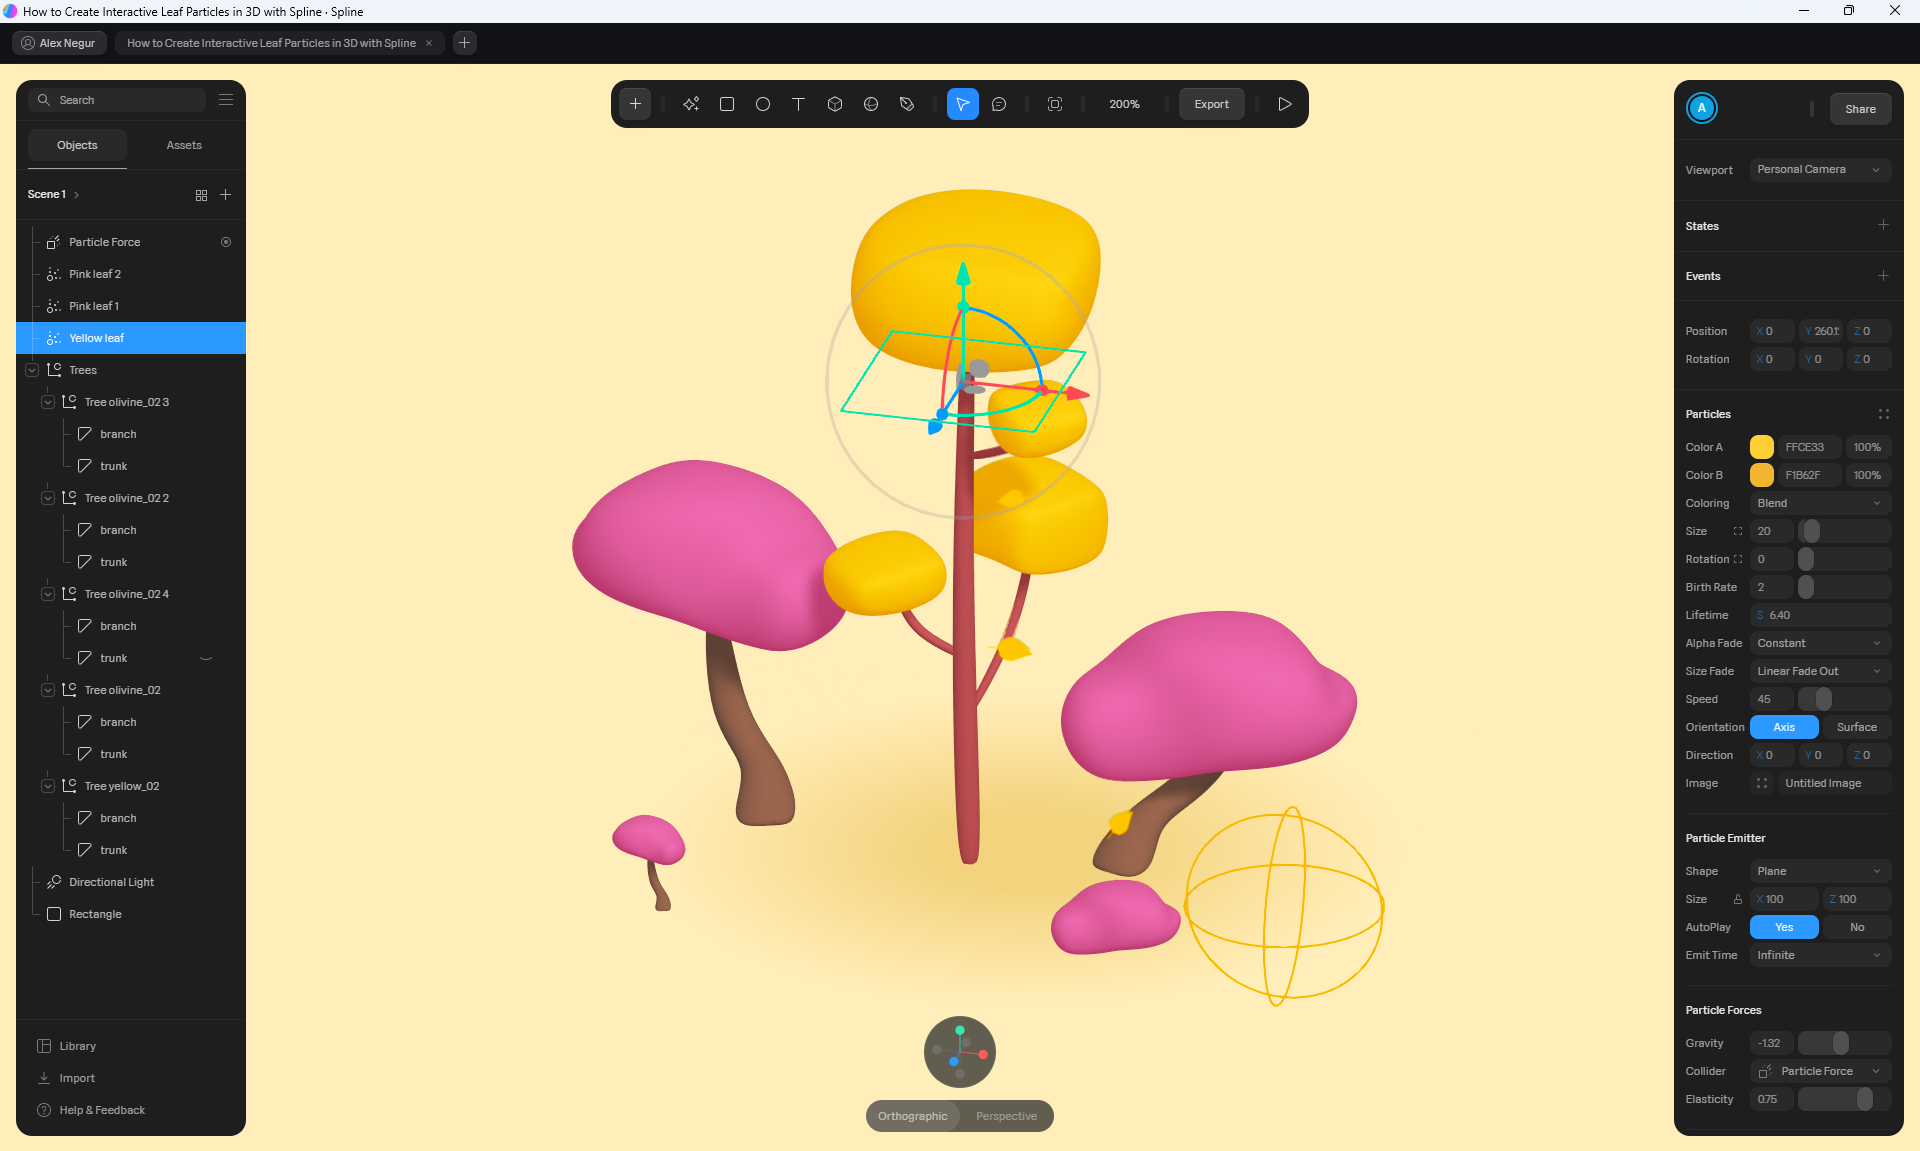 How to Create Interactive Leaf Particles in 3D with Spline · Spline
Alex Negur
How to Create Interactive Leaf Particles in 3D with Spline
Search
Objects Assets
Scene 1
Particle Force
Pink leaf 2
Pink leaf 1
Yellow leaf
Trees
Tree olivine_02 3
branch
trunk
Tree olivine_02 2
branch
trunk
Tree olivine_02 4
branch
trunk
Tree olivine_02
branch
trunk
Tree yellow_02
branch
trunk
Directional Light
Rectangle
Library
Import
Help & Feedback
200% Export
Orthographic Perspective
A Share
Viewport Personal Camera
States
Events
Position X 0 Y 260.1 Z 0
Rotation X 0 Y 0 Z 0
Particles
Color A FFCE33 100%
Color B F1B62F 100%
Coloring Blend
Size 20
Rotation 0
Birth Rate 2
Lifetime S 6.40
Alpha Fade Constant
Size Fade Linear Fade Out
Speed 45
Orientation Axis Surface
Direction X 0 Y 0 Z 0
Image Untitled Image
Particle Emitter
Shape Plane
Size X 100 Z 100
AutoPlay Yes No
Emit Time Infinite
Particle Forces
Gravity -1.32
Collider Particle Force
Elasticity 0.75